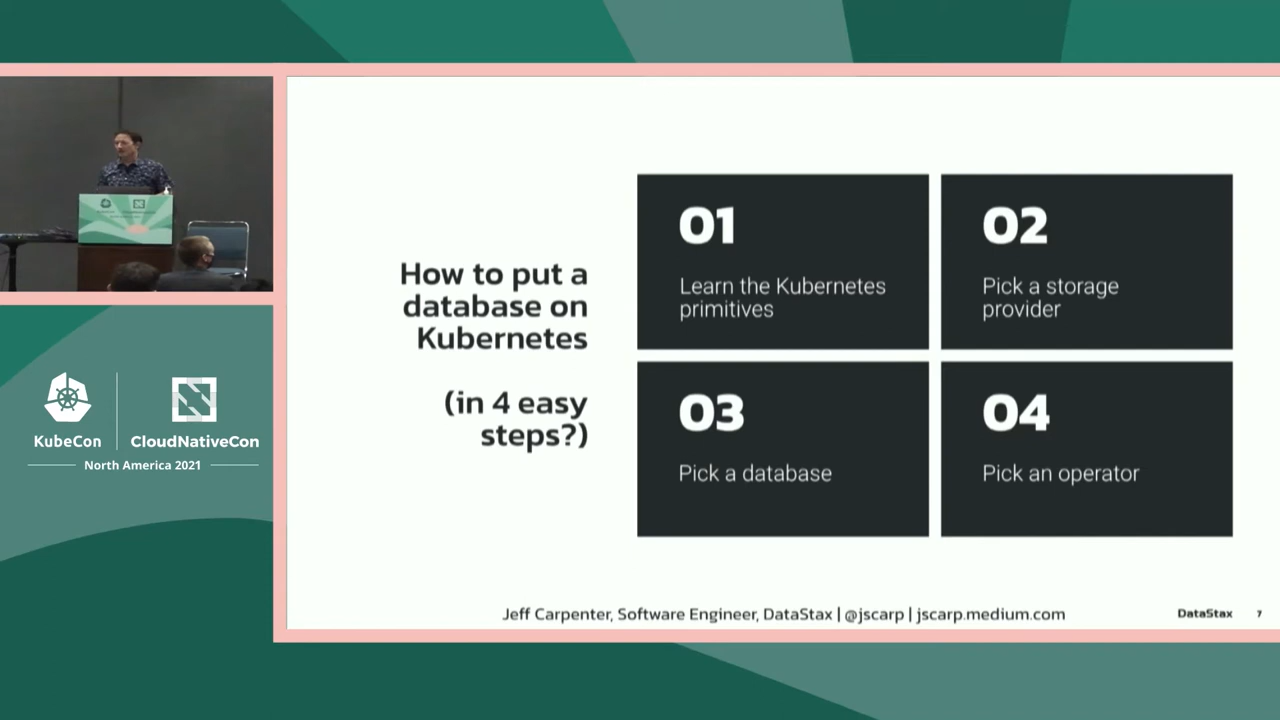 How to put a
database on
Kubernetes
(in 4 easy
steps?)
01
Learn the Kubernetes
primitives
02
Pick a storage
provider
03
Pick a database
04
Pick an operator
Jeff Carpenter, Software Engineer, DataStax | @jscarp | jscarp.medium.com
DataStax
7
KubeCon
CloudNativeCon
North America 2021